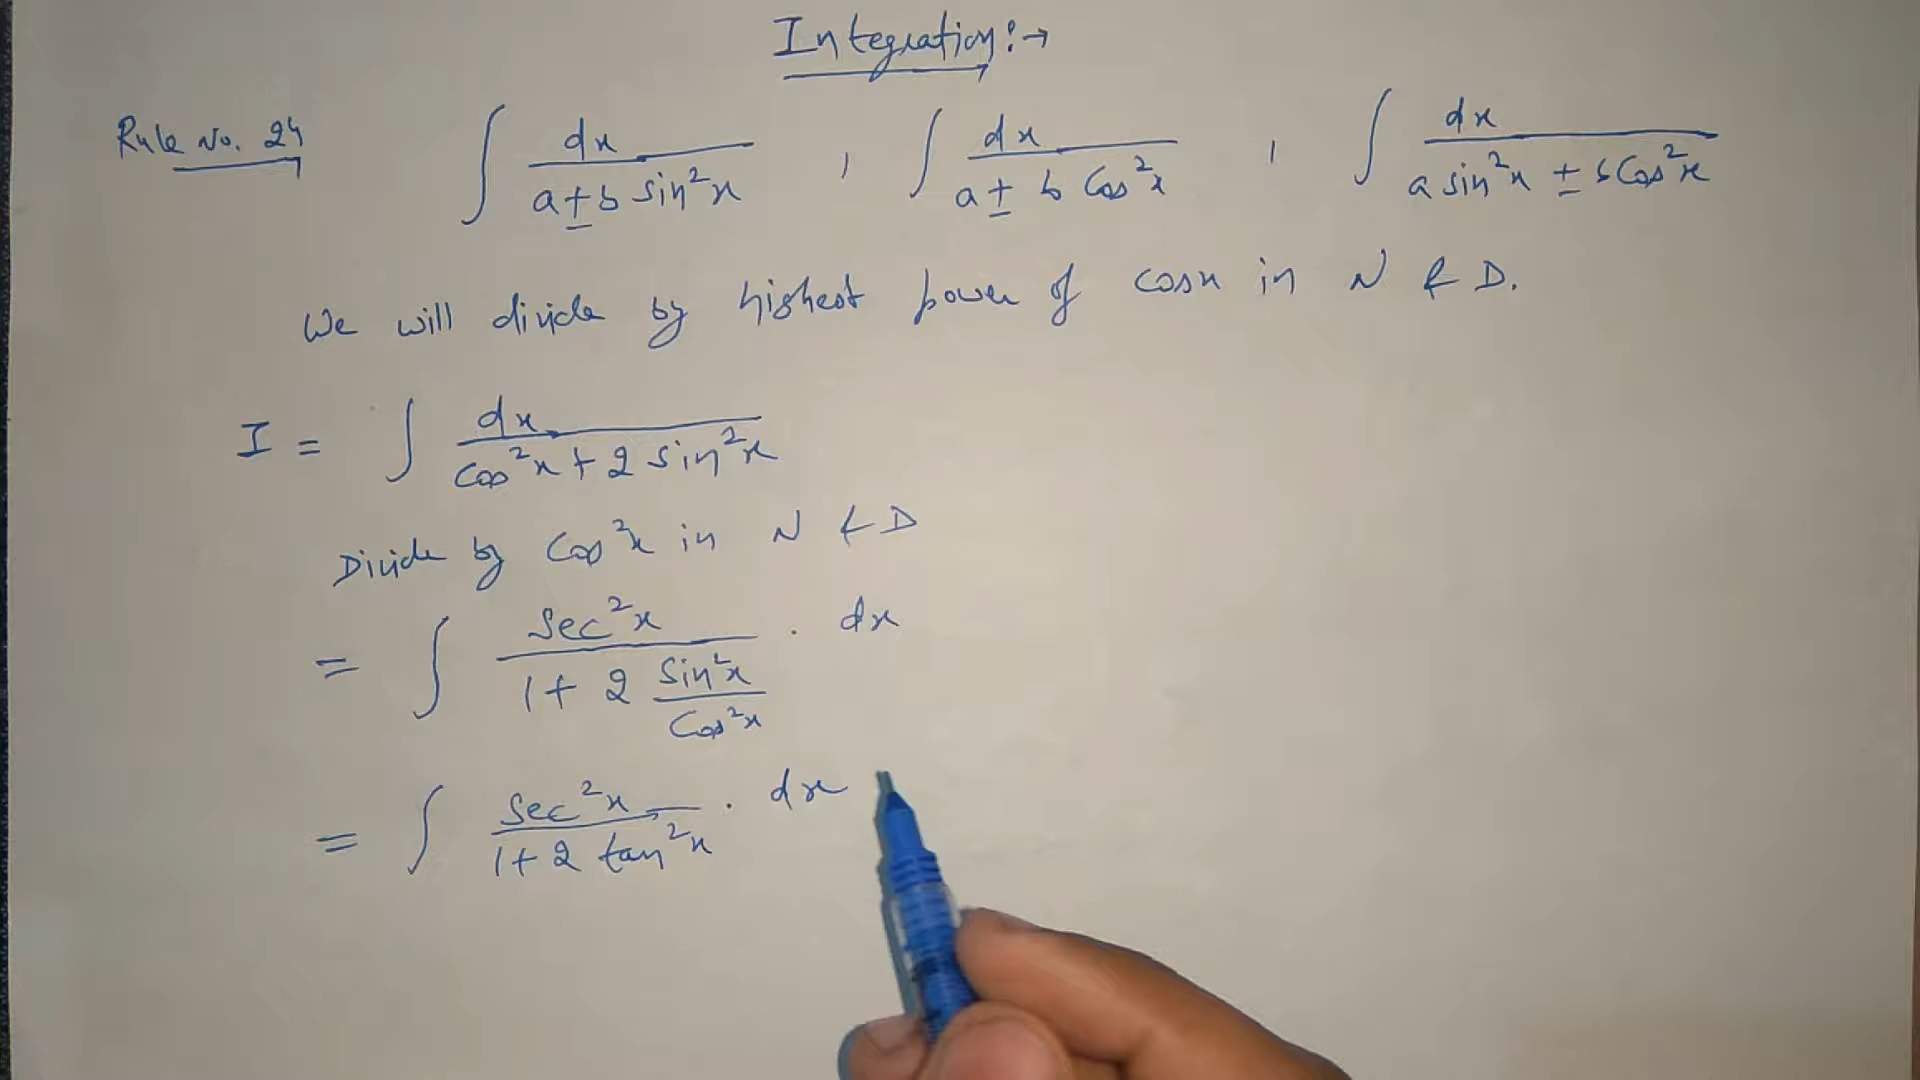 Integration:→
Rule No. 24 ∫ dx / (a ± b sin²x) , ∫ dx / (a ± b Cos²x) , ∫ dx / (a sin²x ± b Cos²x)
We will divide by highest power of cosx in N & D.
I = ∫ dx / (Cos²x + 2 sin²x)
Divide by Cos²x in N & D
= ∫ Sec²x / (1 + 2 Sin²x / Cos²x) . dx
= ∫ Sec²x / (1 + 2 tan²x) . dx